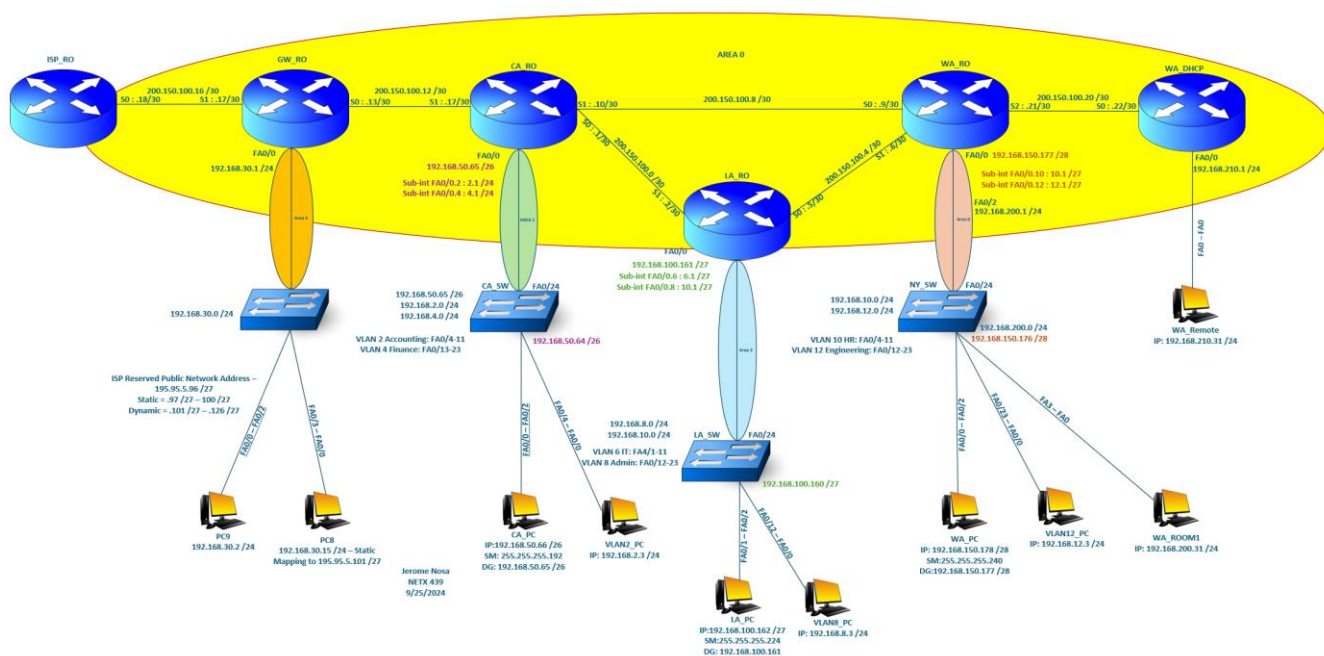 AREA 0
ISP_RO
GW_RO
CA_RO
WA_RO
WA_DHCP
200.150.100.16 /30
S0 : .18/30
S1 : .17/30
200.150.100.12 /30
S0 : .13/30
S1 : .17/30
S1 : .10/30
200.150.100.8 /30
S0 : .9/30
200.150.100.20 /30
S2 : .21/30
S0 : .22/30
S0 : .1/30
200.150.100.0 /30
S1 : .2/30
200.150.100.4 /30
S1 : .6/30
S0 : .5/30
FA0/0
192.168.30.1 /24
FA0/0
192.168.50.65 /26
Sub-int FA0/0.2 : 2.1 /24
Sub-int FA0/0.4 : 4.1 /24
LA_RO
FA0/0
192.168.100.161 /27
Sub-int FA0/0.6 : 6.1 /27
Sub-int FA0/0.8 : 10.1 /27
FA0/0
192.168.150.177 /28
Sub-int FA0/0.10 : 10.1 /27
Sub-int FA0/0.12 : 12.1 /27
FA0/2
192.168.200.1 /24
FA0/0
192.168.210.1 /24
FA0 – FA0
AREA 1
192.168.30.0 /24
192.168.50.65 /26
192.168.2.0 /24
192.168.4.0 /24
CA_SW
FA0/24
VLAN 2 Accounting: FA0/4-11
VLAN 4 Finance: FA0/13-23
192.168.50.64 /26
192.168.10.0 /24
192.168.12.0 /24
NY_SW
FA0/24
VLAN 10 HR: FA0/4-11
VLAN 12 Engineering: FA0/12-23
192.168.200.0 /24
192.168.150.176 /28
WA_Remote
IP: 192.168.210.31 /24
ISP Reserved Public Network Address –
195.95.5.96 /27
Static = .97 /27 – 100 /27
Dynamic = .101 /27 – .126 /27
FA0/0 – FA0/2
FA0/3 – FA0/0
FA0/0 – FA0/2
FA0/4 – FA0/0
192.168.8.0 /24
192.168.10.0 /24
LA_SW
FA0/24
VLAN 6 IT: FA4/1-11
VLAN 8 Admin: FA0/12-23
192.168.100.160 /27
FA0/1 – FA0/2
FA0/12 – FA0/0
FA0/0 – FA0/2
FA0/23 – FA0/0
FA3 – FA0
PC9
192.168.30.2 /24
PC8
192.168.30.15 /24 – Static
Mapping to 195.95.5.101 /27
CA_PC
IP:192.168.50.66 /26
SM: 255.255.255.192
DG: 192.168.50.65 /26
VLAN2_PC
IP: 192.168.2.3 /24
WA_PC
IP: 192.168.150.178 /28
SM:255.255.255.240
DG:192.168.150.177 /28
VLAN12_PC
IP: 192.168.12.3 /24
WA_ROOM1
IP: 192.168.200.31 /24
Jerome Nosa
NETX 439
9/25/2024
LA_PC
IP:192.168.100.162 /27
SM:255.255.255.224
DG: 192.168.100.161
VLAN8_PC
IP: 192.168.8.3 /24